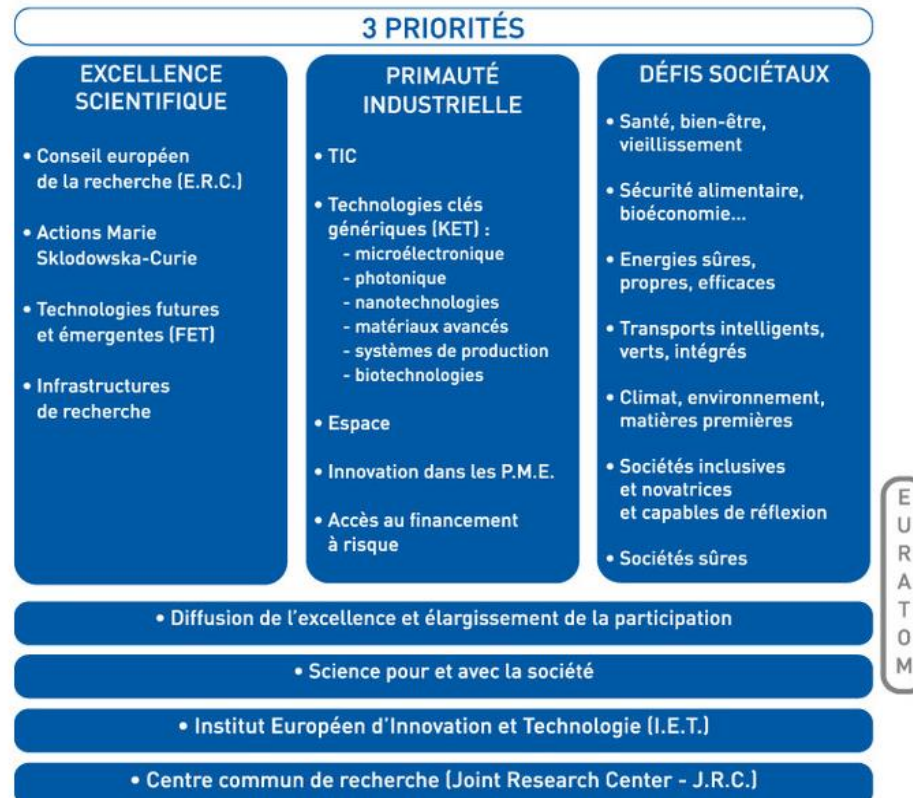 3 PRIORITÉS
EXCELLENCE
SCIENTIFIQUE
• Conseil européen
de la recherche (E.R.C.)
• Actions Marie
Sklodowska-Curie
• Technologies futures
et émergentes (FET)
• Infrastructures
de recherche
PRIMAUTÉ
INDUSTRIELLE
• TIC
• Technologies clés
génériques (KET) :
- microélectronique
- photonique
- nanotechnologies
- matériaux avancés
- systèmes de production
- biotechnologies
• Espace
• Innovation dans les P.M.E.
• Accès au financement
à risque
DÉFIS SOCIÉTAUX
• Santé, bien-être,
vieillissement
• Sécurité alimentaire,
bioéconomie...
• Energies sûres,
propres, efficaces
• Transports intelligents,
verts, intégrés
• Climat, environnement,
matières premières
• Sociétés inclusives
et novatrices
et capables de réflexion
• Sociétés sûres
• Diffusion de l'excellence et élargissement de la participation
• Science pour et avec la société
• Institut Européen d'Innovation et Technologie (I.E.T.)
• Centre commun de recherche (Joint Research Center - J.R.C.)
EURATOM